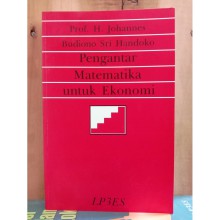 Prof. H. Johannes
Budiono Sri Handoko
Pengantar
Matematika
untuk Ekonomi
LP3ES